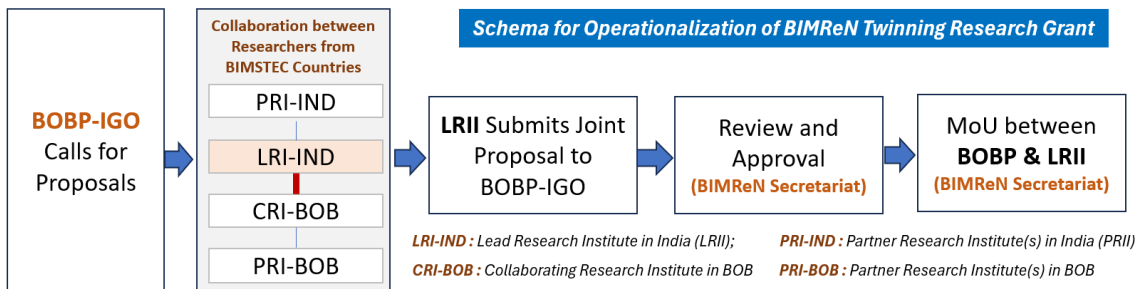 Schema for Operationalization of BIMReN Twinning Research Grant
BOBP-IGO
Calls for
Proposals
Collaboration between
Researchers from
BIMSTEC Countries
PRI-IND
LRI-IND
CRI-BOB
PRI-BOB
LRII Submits Joint
Proposal to
BOBP-IGO
Review and
Approval
(BIMReN Secretariat)
MoU between
BOBP & LRII
(BIMReN Secretariat)
LRI-IND : Lead Research Institute in India (LRII);
PRI-IND : Partner Research Institute(s) in India (PRII)
CRI-BOB : Collaborating Research Institute in BOB
PRI-BOB : Partner Research Institute(s) in BOB